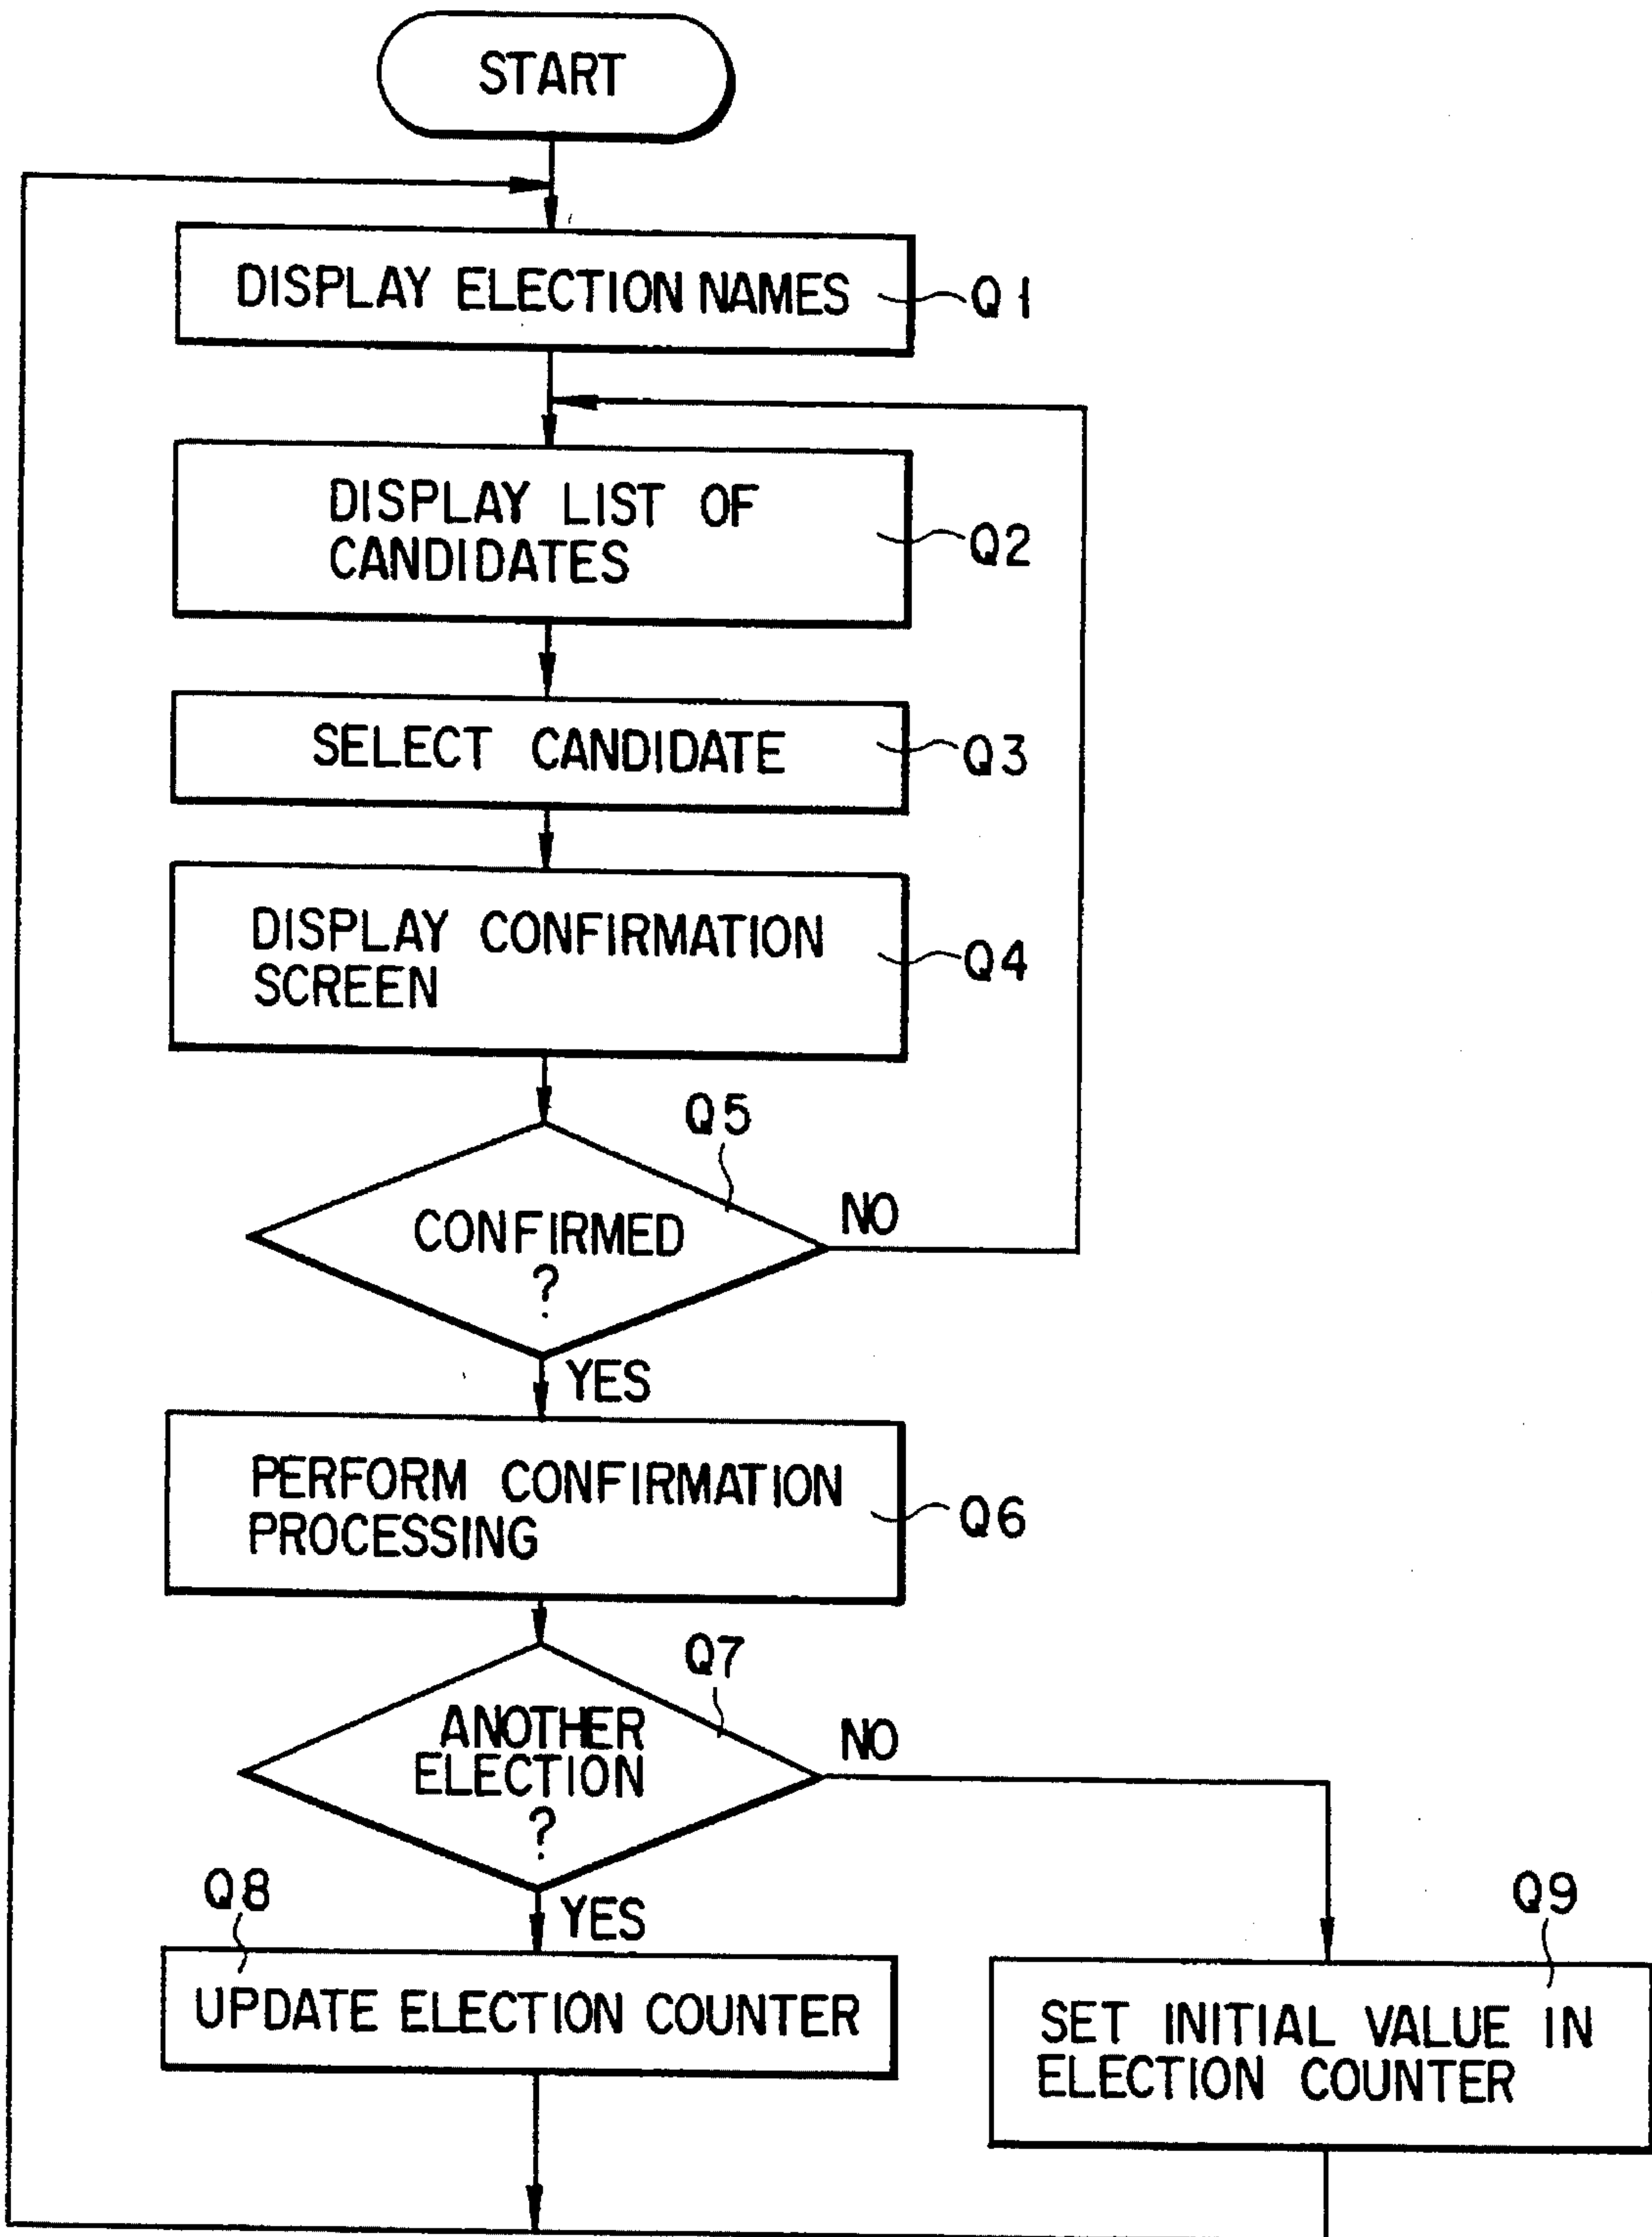 START
DISPLAY ELECTION NAMES
Q1
DISPLAY LIST OF
CANDIDATES
Q2
SELECT CANDIDATE
Q3
DISPLAY CONFIRMATION
SCREEN
Q4
Q5
CONFIRMED
?
NO
YES
PERFORM CONFIRMATION
PROCESSING
Q6
Q7
ANOTHER
ELECTION
?
NO
YES
Q8
UPDATE ELECTION COUNTER
Q9
SET INITIAL VALUE IN
ELECTION COUNTER